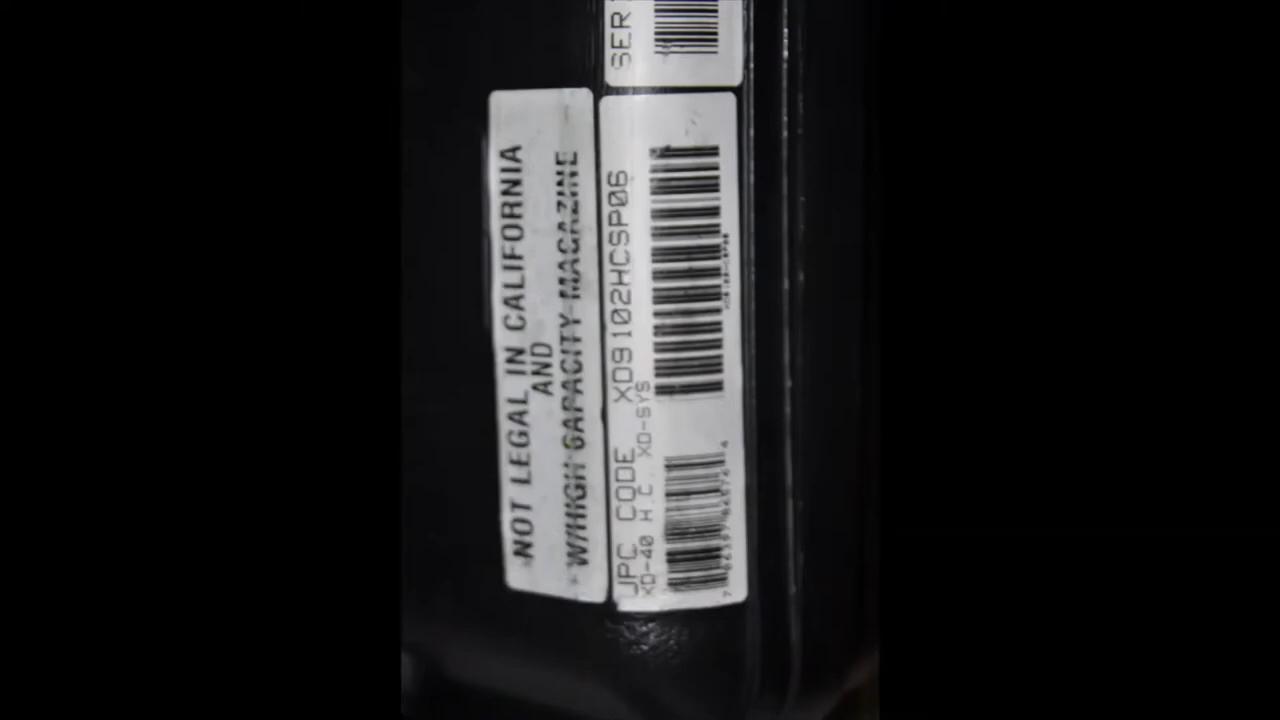 NOT LEGAL IN CALIFORNIA
AND
W/HIGH CAPACITY MAGAZINE
SER
XD9102HCSP06
UPC CODE
XD-40 H.C. XD-SYS